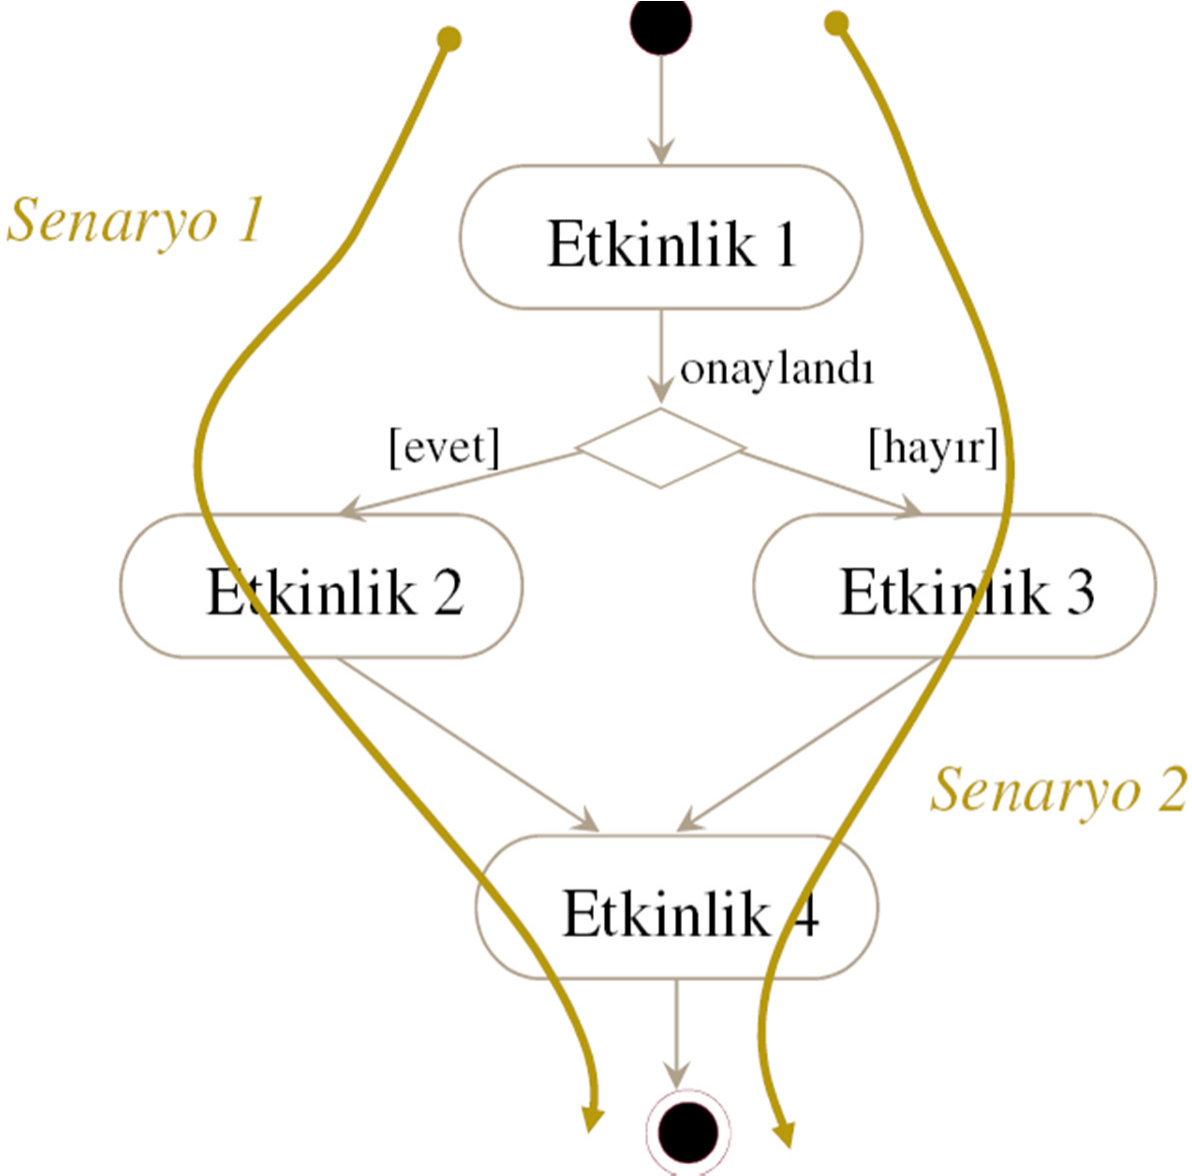 Senaryo 1
Etkinlik 1
onaylandı
[evet]
[hayır]
Etkinlik 2
Etkinlik 3
Senaryo 2
Etkinlik 4